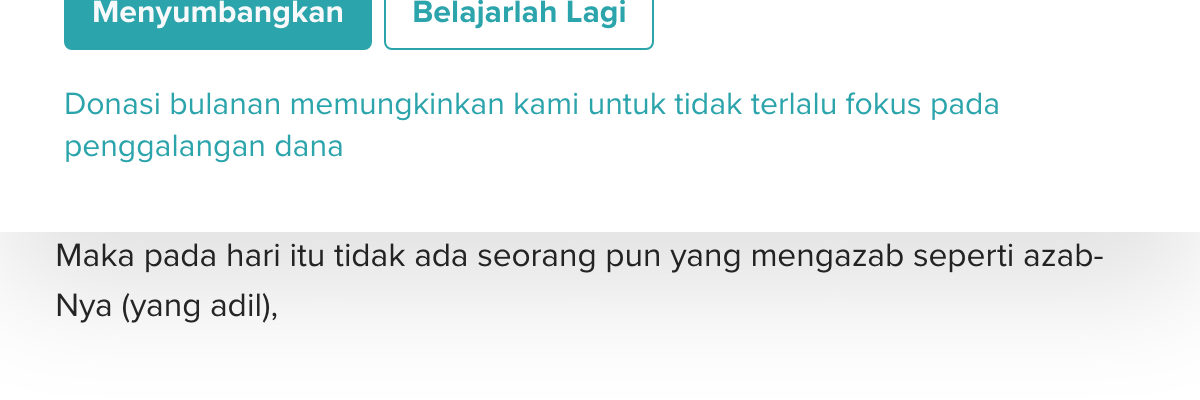 Menyumbangkan Belajarlah Lagi
Donasi bulanan memungkinkan kami untuk tidak terlalu fokus pada
penggalangan dana
Maka pada hari itu tidak ada seorang pun yang mengazab seperti azab-
Nya (yang adil),